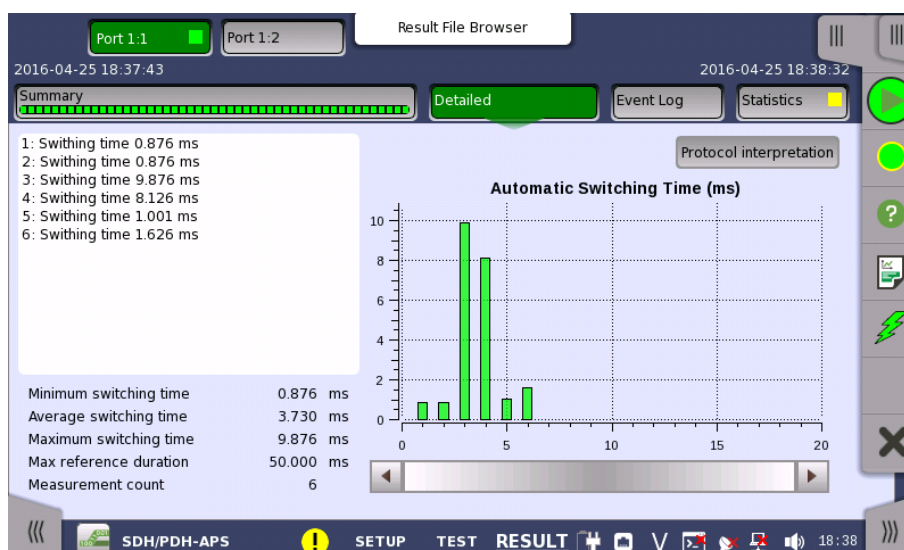 Port 1:1
Port 1:2
Result File Browser
2016-04-25 18:37:43
2016-04-25 18:38:32
Summary
Detailed
Event Log
Statistics
1: Swithing time 0.876 ms
2: Swithing time 0.876 ms
3: Swithing time 9.876 ms
4: Swithing time 8.126 ms
5: Swithing time 1.001 ms
6: Swithing time 1.626 ms
Protocol interpretation
Automatic Switching Time (ms)
10
8
6
4
2
0
0 5 10 15 20
Minimum switching time 0.876 ms
Average switching time 3.730 ms
Maximum switching time 9.876 ms
Max reference duration 50.000 ms
Measurement count 6
SDH/PDH-APS
SETUP TEST RESULT V 18:38